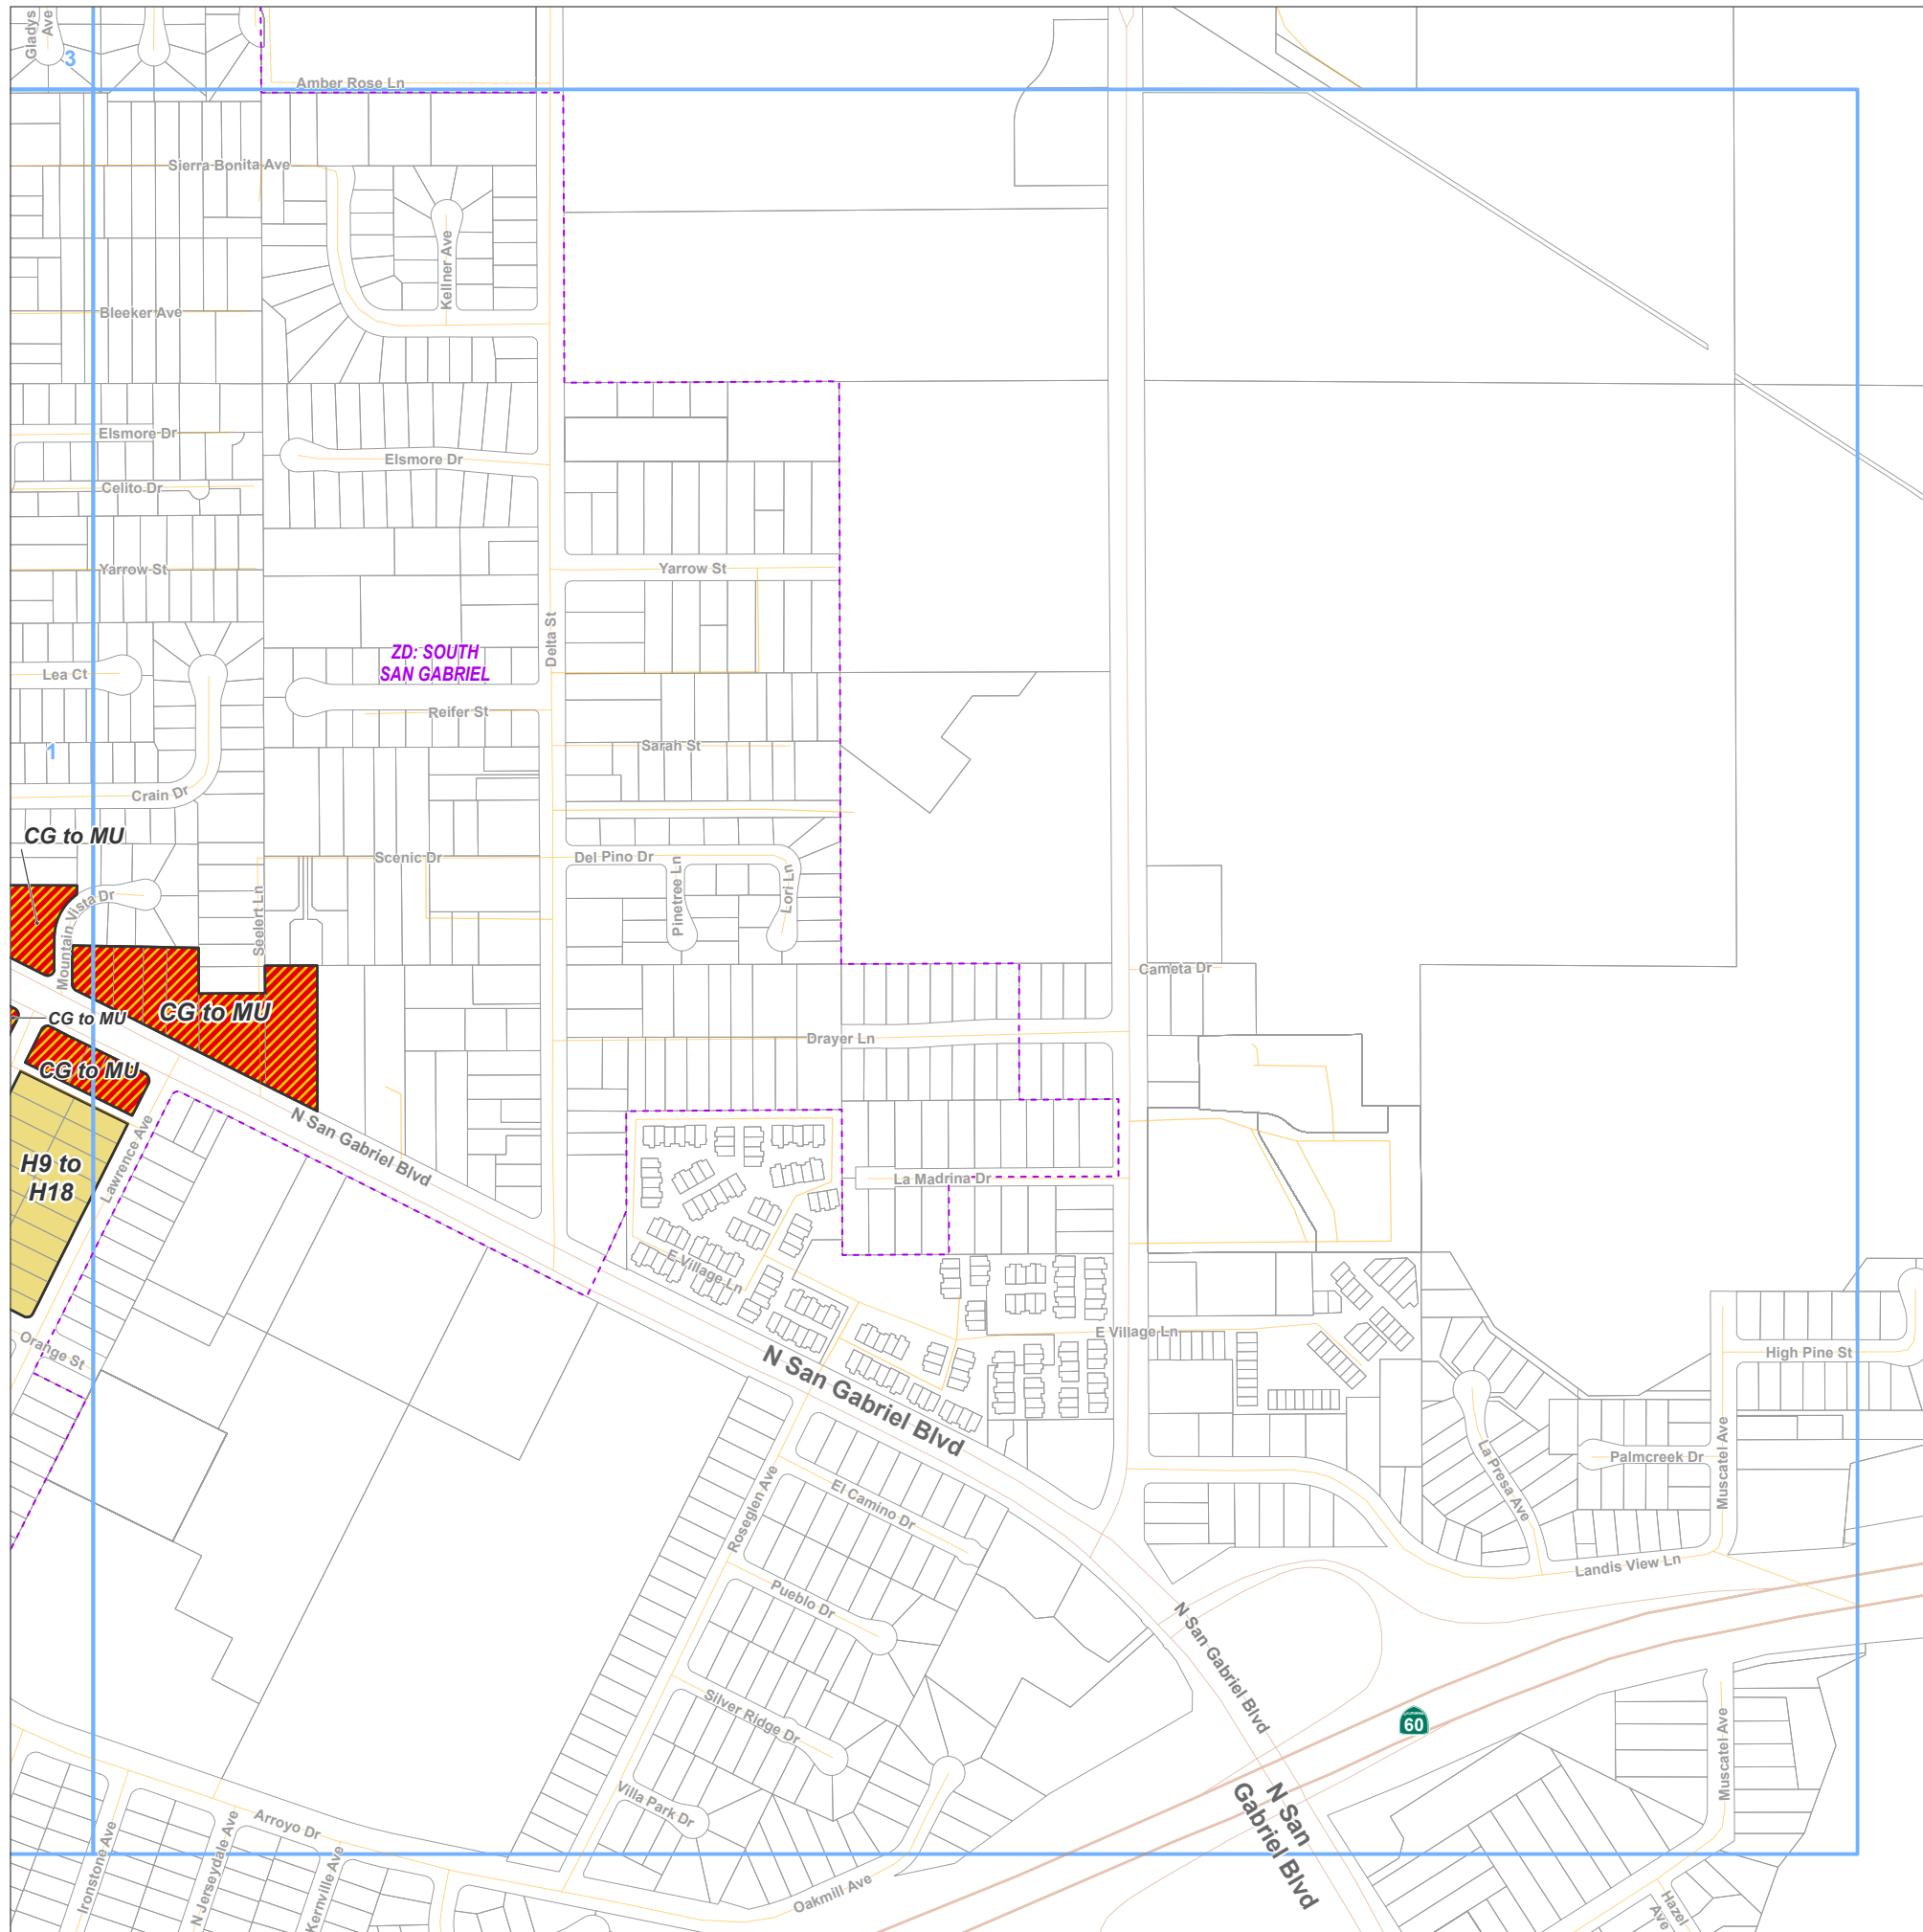 Gladys
Ave
3
Amber Rose Ln
Sierra Bonita Ave
Kellner Ave
Bleeker Ave
Elsmore Dr
Elsmore Dr
Celito Dr
Yarrow St
Yarrow St
Delta St
ZD: SOUTH
SAN GABRIEL
Lea Ct
Reifer St
Sarah St
1
Crain Dr
CG to MU
Scenic Dr
Del Pino Dr
Pinetree Ln
Lori Ln
Mountain Vista Dr
Seelert Ln
Cameta Dr
CG to MU
CG to MU
Drayer Ln
CG to MU
N San Gabriel Blvd
Lawrence Ave
H9 to
H18
La Madrina Dr
E Village Ln
E Village Ln
Orange St
N San Gabriel Blvd
High Pine St
Muscatel Ave
Palmcreek Dr
La Presa Ave
Roseglen Ave
El Camino Dr
Landis View Ln
Pueblo Dr
N San Gabriel Blvd
Silver Ridge Dr
CALIFORNIA
60
Muscatel Ave
Villa Park Dr
N San
Gabriel Blvd
Arroyo Dr
Ironstone Ave
N Jerseydale Ave
Kernville Ave
Oakmill Ave
Hazel
Ave